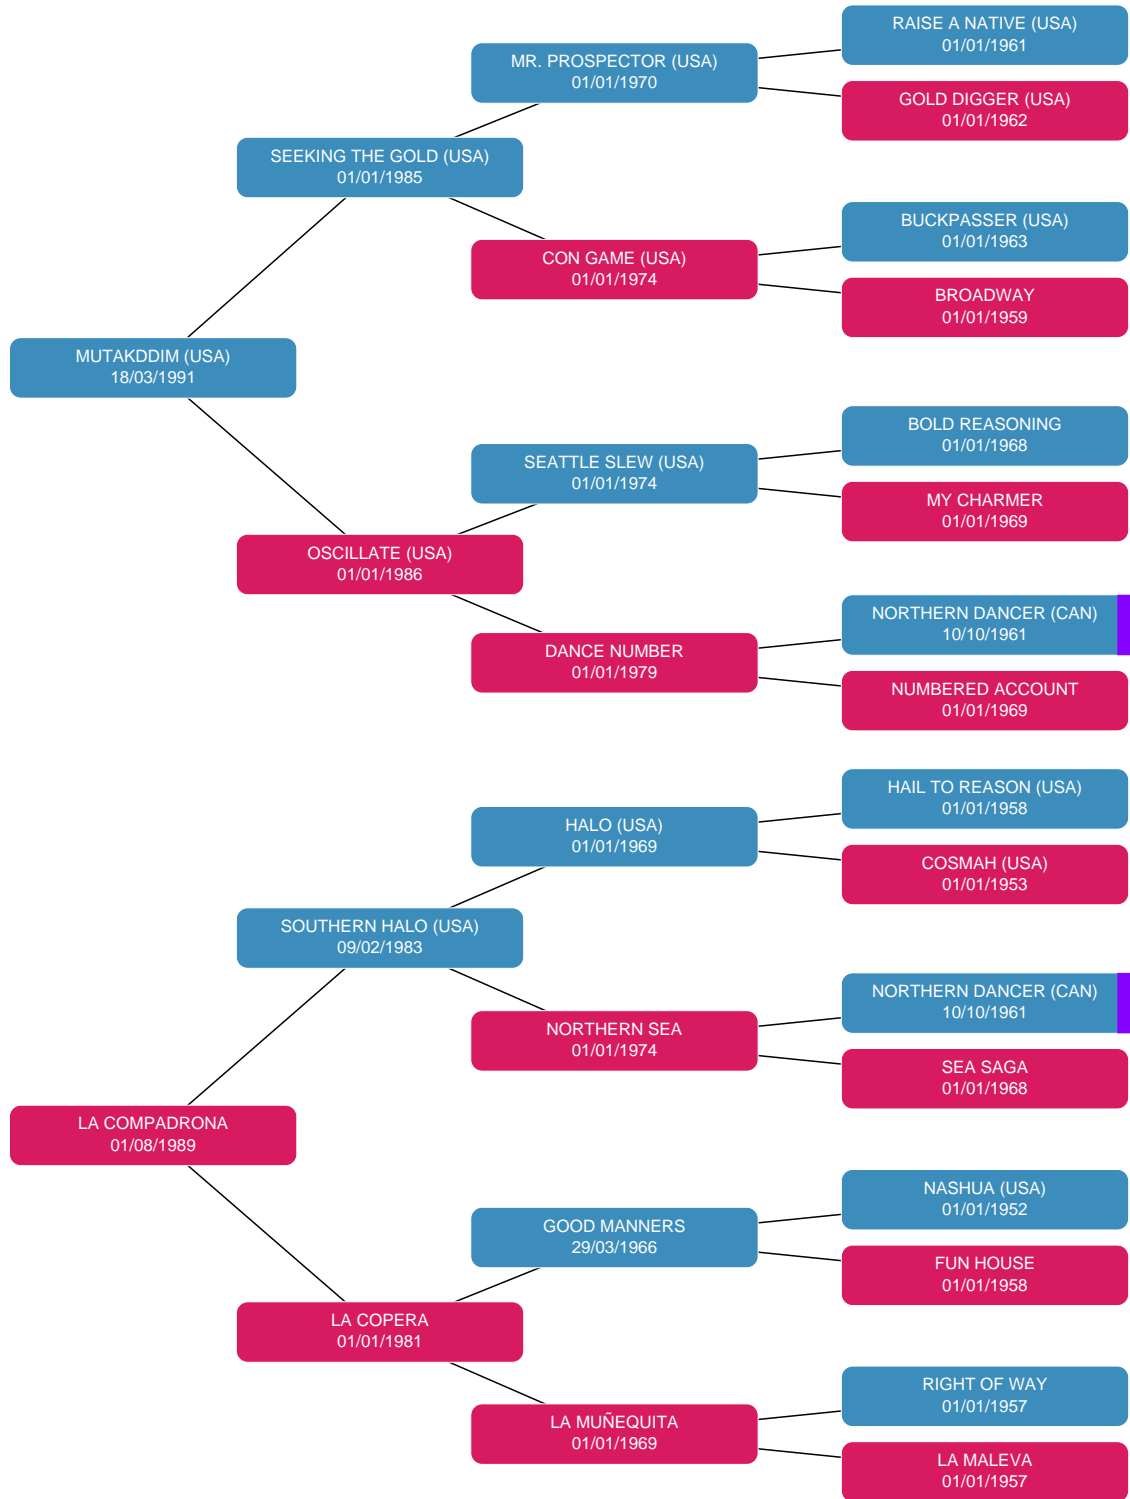 RAISE A NATIVE (USA)
01/01/1961
MR. PROSPECTOR (USA)
01/01/1970
GOLD DIGGER (USA)
01/01/1962
SEEKING THE GOLD (USA)
01/01/1985
BUCKPASSER (USA)
01/01/1963
CON GAME (USA)
01/01/1974
BROADWAY
01/01/1959
MUTAKDDIM (USA)
18/03/1991
BOLD REASONING
01/01/1968
SEATTLE SLEW (USA)
01/01/1974
MY CHARMER
01/01/1969
OSCILLATE (USA)
01/01/1986
NORTHERN DANCER (CAN)
10/10/1961
DANCE NUMBER
01/01/1979
NUMBERED ACCOUNT
01/01/1969
HAIL TO REASON (USA)
01/01/1958
HALO (USA)
01/01/1969
COSMAH (USA)
01/01/1953
SOUTHERN HALO (USA)
09/02/1983
NORTHERN DANCER (CAN)
10/10/1961
NORTHERN SEA
01/01/1974
SEA SAGA
01/01/1968
LA COMPADRONA
01/08/1989
NASHUA (USA)
01/01/1952
GOOD MANNERS
29/03/1966
FUN HOUSE
01/01/1958
LA COPERA
01/01/1981
RIGHT OF WAY
01/01/1957
LA MUÑEQUITA
01/01/1969
LA MALEVA
01/01/1957